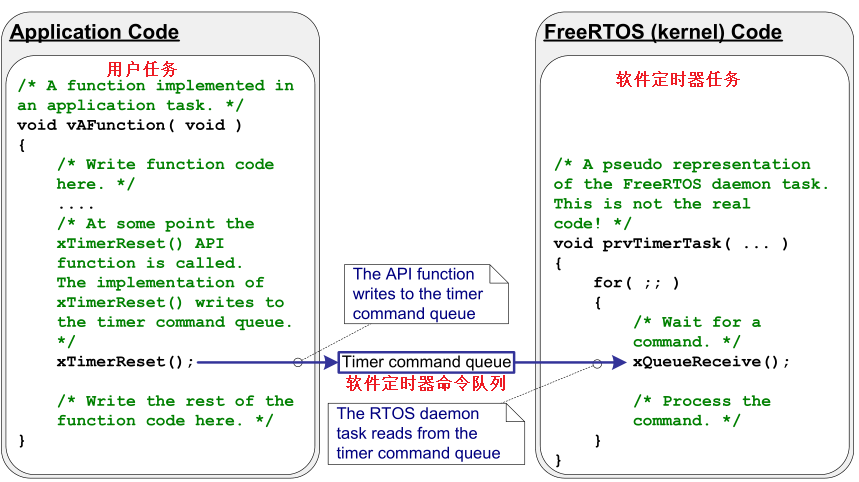 Application Code
用户任务
/* A function implemented in
an application task. */
void vAFunction( void )
{
/* Write function code
here. */
....
/* At some point the
xTimerReset() API
function is called.
The implementation of
xTimerReset() writes to
the timer command queue.
*/
xTimerReset();
/* Write the rest of the
function code here. */
}
The API function
writes to the timer
command queue
Timer command queue
软件定时器命令队列
The RTOS daemon
task reads from the
timer command queue
FreeRTOS (kernel) Code
软件定时器任务
/* A pseudo representation
of the FreeRTOS daemon task.
This is not the real
code! */
void prvTimerTask( ... )
{
for( ;; )
{
/* Wait for a
command. */
xQueueReceive();
/* Process the
command. */
}
}